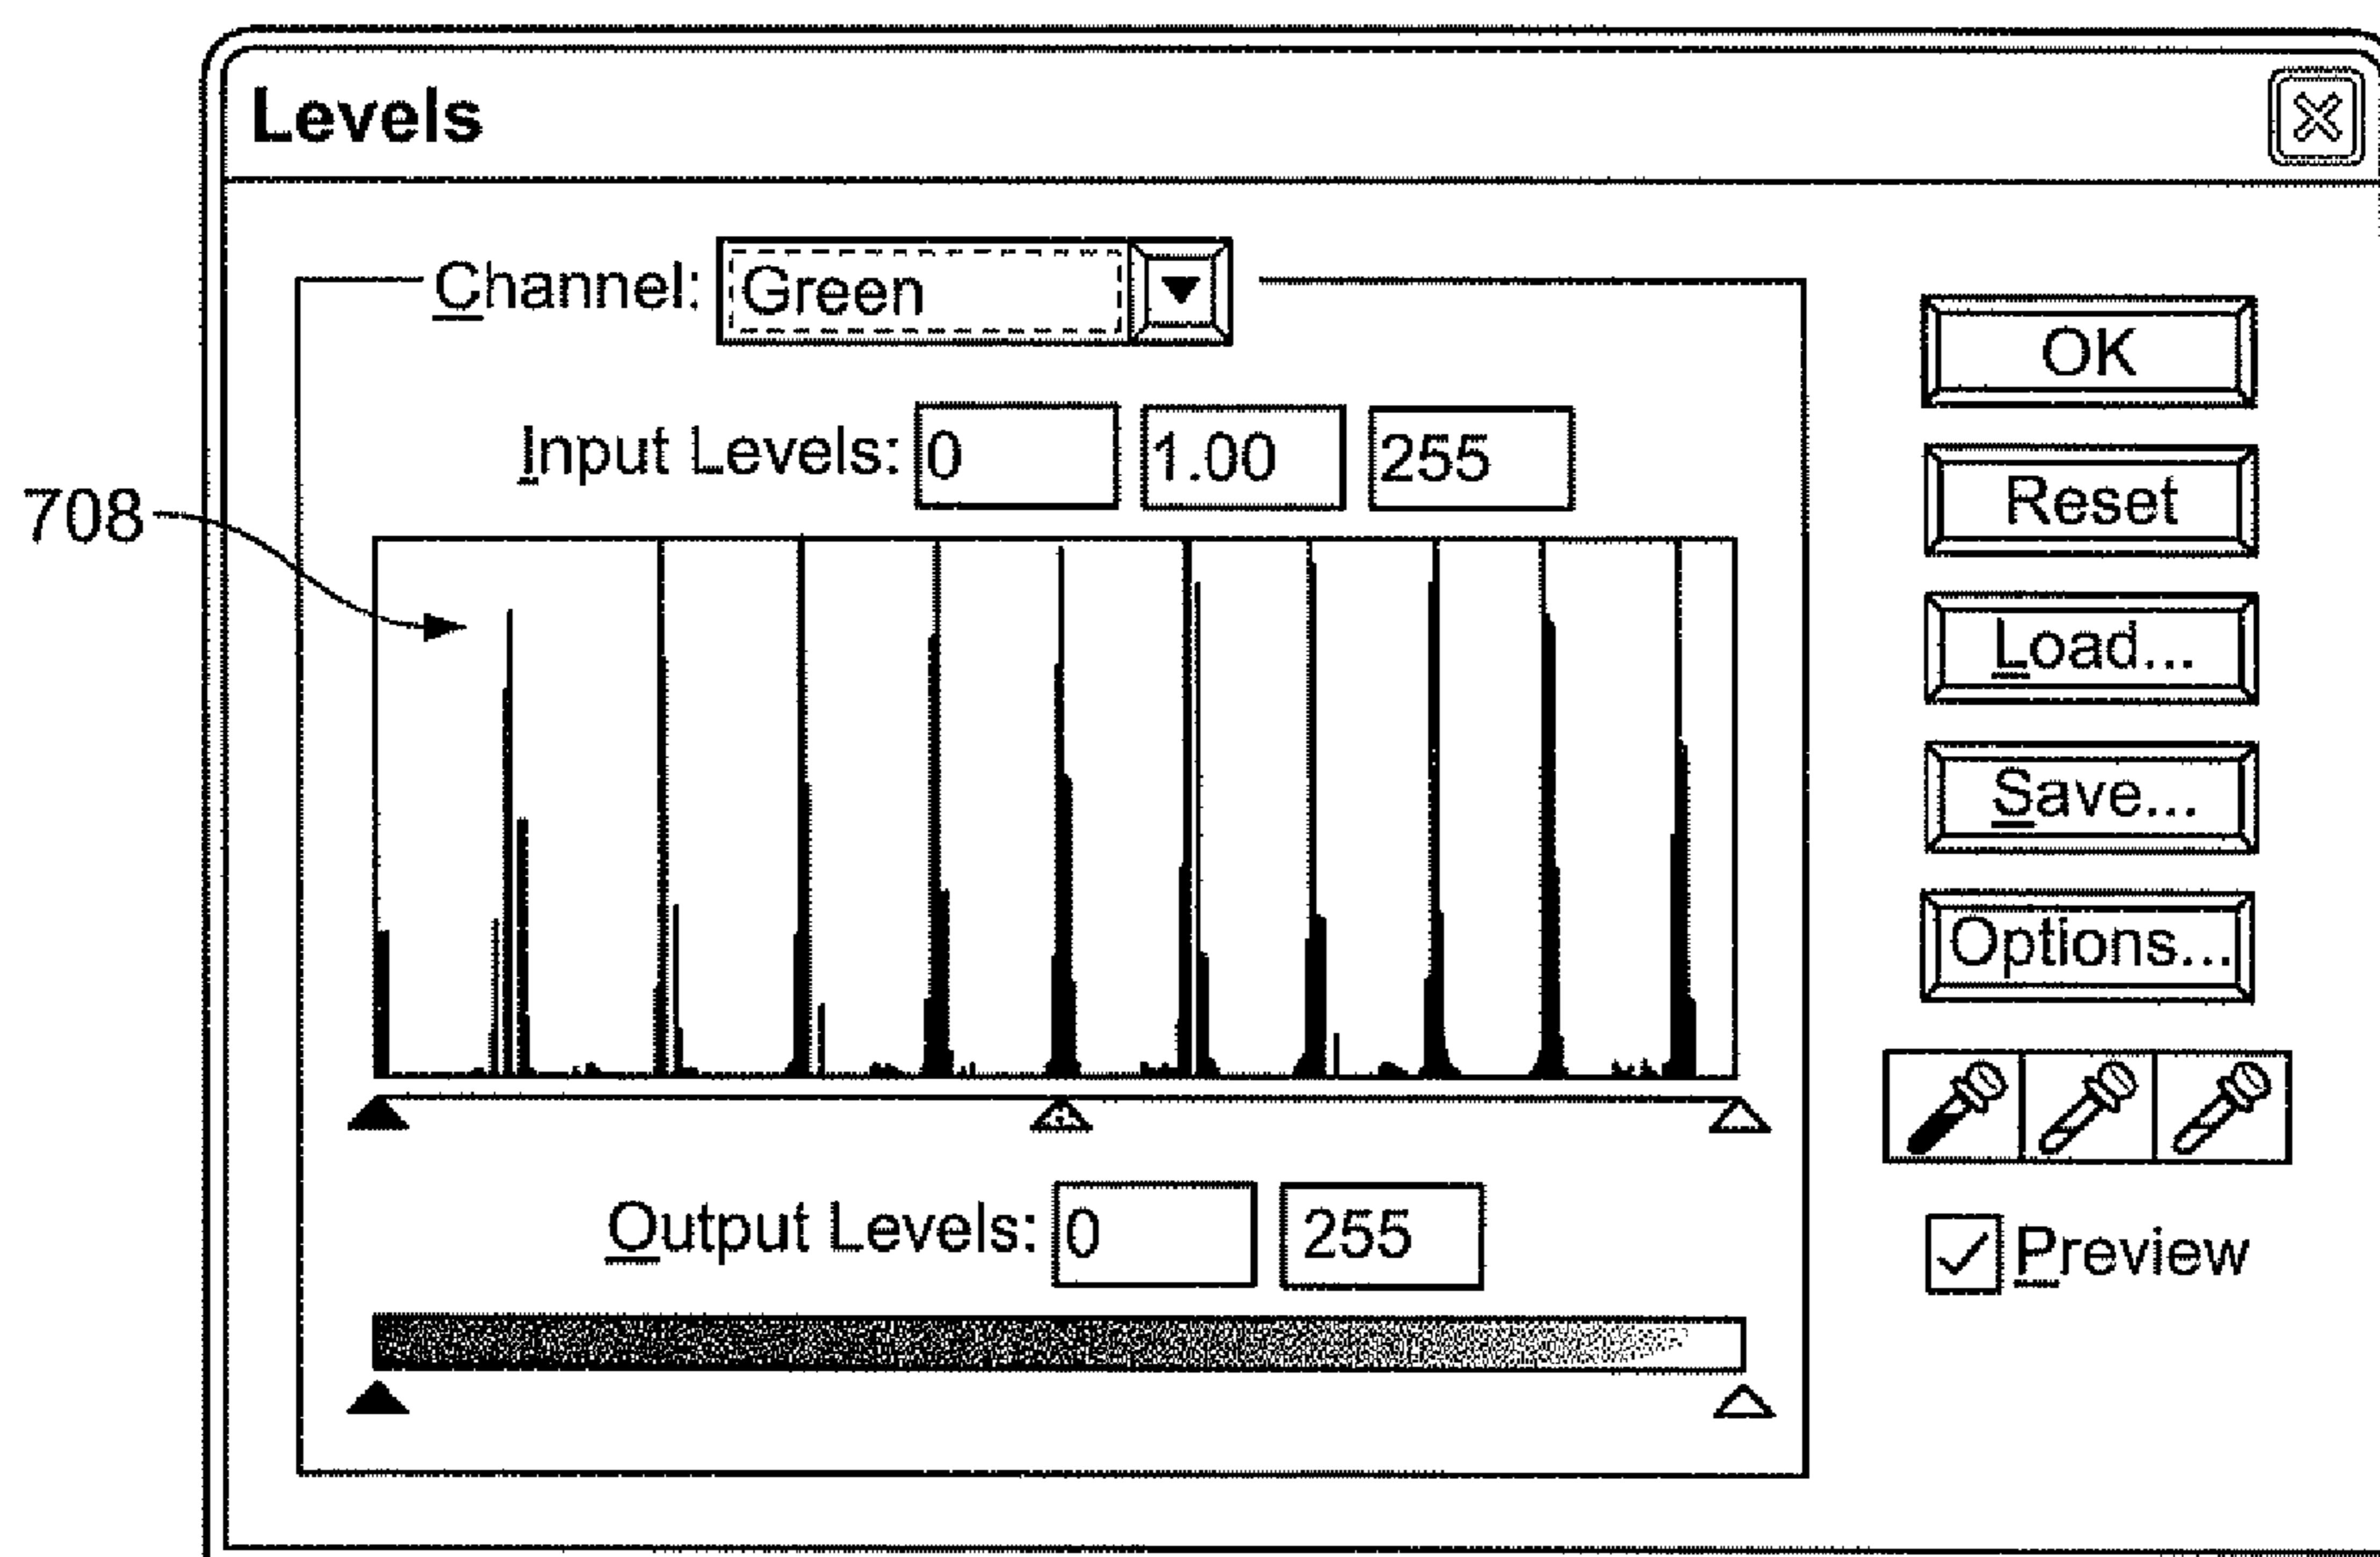 Levels
Channel: Green
Input Levels: 0 1.00 255
708
Output Levels: 0 255
OK
Reset
Load...
Save...
Options...
Preview